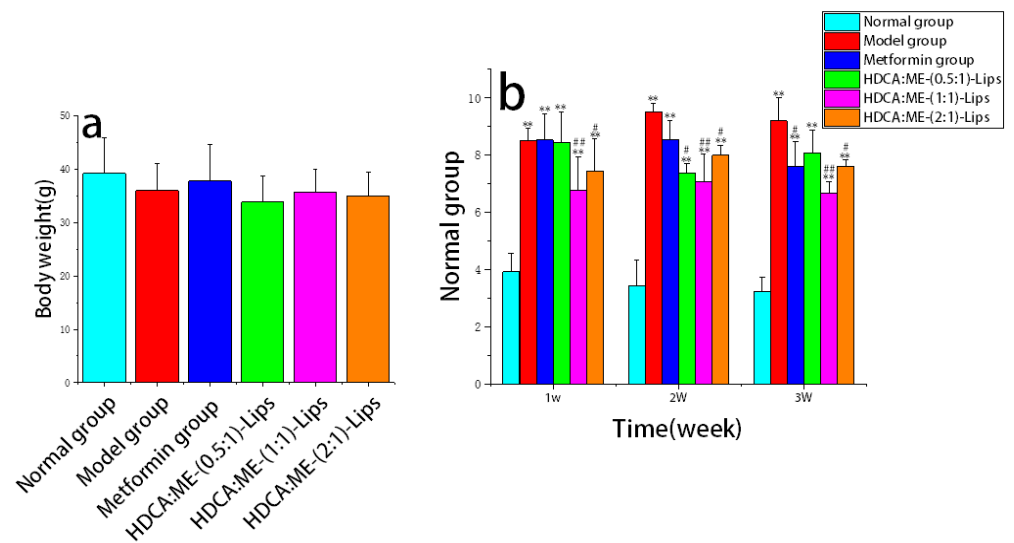 a
Body weight(g)
50
40
30
20
10
0
Normal group
Model group
Metformin group
HDCA:ME-(0.5:1)-Lips
HDCA:ME-(1:1)-Lips
HDCA:ME-(2:1)-Lips
b
Normal group
10
8
6
4
2
0
** ** ** ## ** # **
** ** # ** ## ** # **
** # ** ** ## ** # **
1w 2W 3W
Time(week)
Normal group
Model group
Metformin group
HDCA:ME-(0.5:1)-Lips
HDCA:ME-(1:1)-Lips
HDCA:ME-(2:1)-Lips